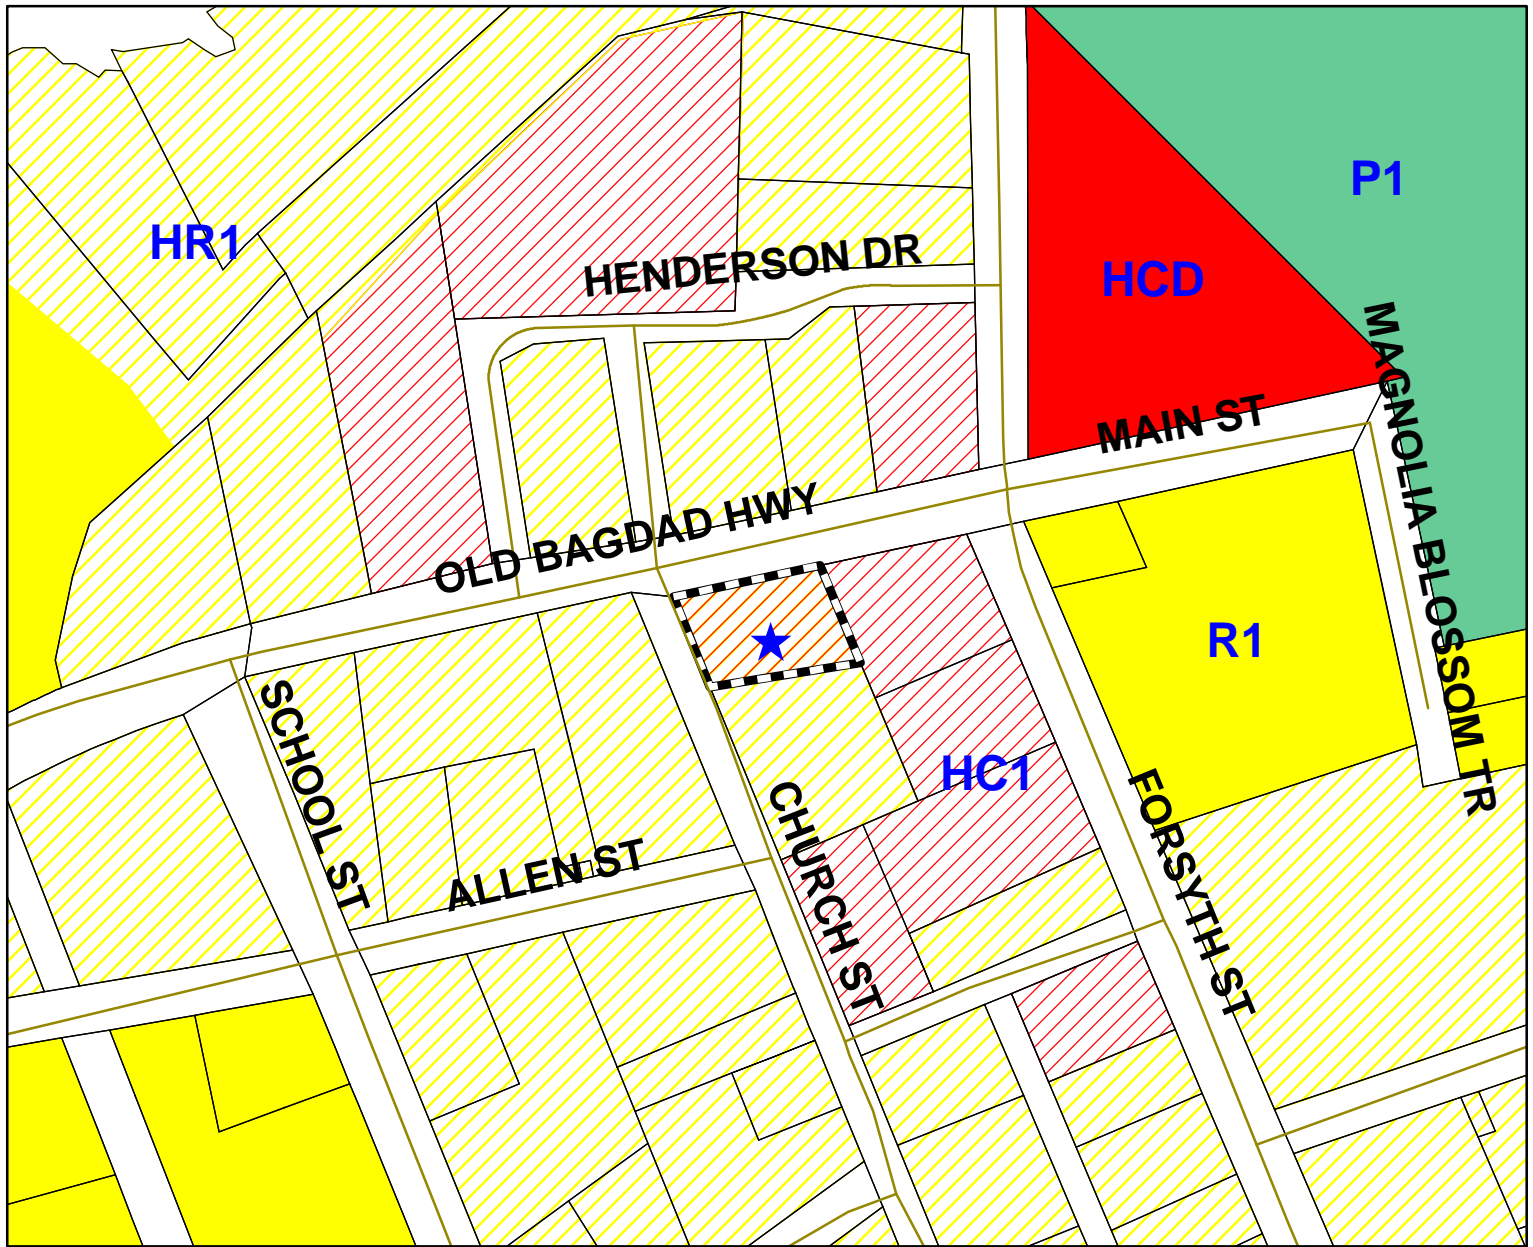 P1
HR1
HENDERSON DR
HCD
MAGNOLIA BLOSSOM TR
MAIN ST
OLD BAGDAD HWY
R1
SCHOOL ST
HC1
CHURCH ST
FORSYTH ST
ALLEN ST